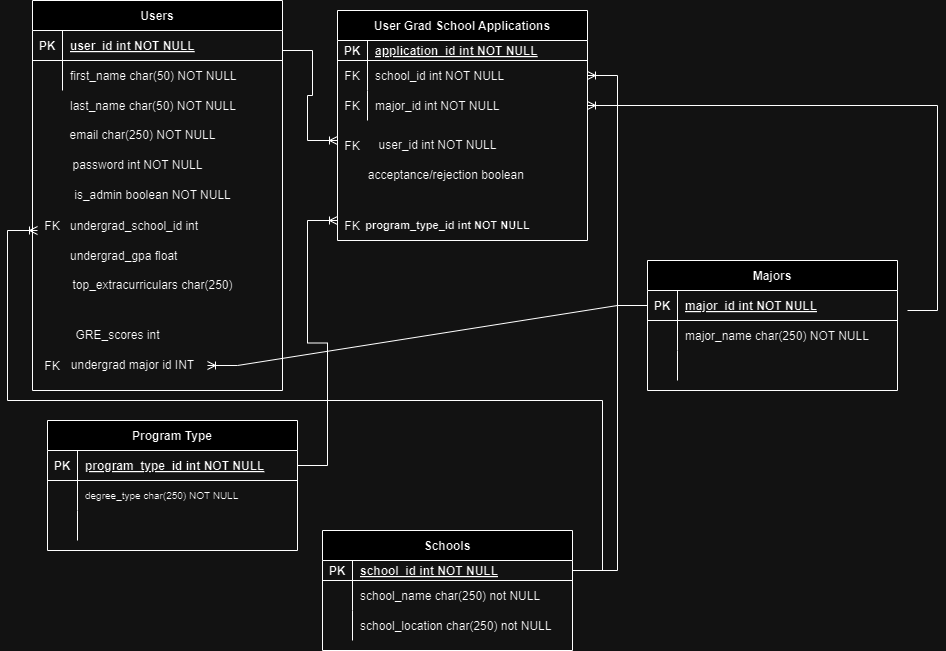 Users
PK user_id int NOT NULL
first_name char(50) NOT NULL
last_name char(50) NOT NULL
email char(250) NOT NULL
password int NOT NULL
is_admin boolean NOT NULL
FK undergrad_school_id int
undergrad_gpa float
top_extracurriculars char(250)
GRE_scores int
FK undergrad major id INT
User Grad School Applications
PK application_id int NOT NULL
FK school_id int NOT NULL
FK major_id int NOT NULL
FK user_id int NOT NULL
acceptance/rejection boolean
FK program_type_id int NOT NULL
Majors
PK major_id int NOT NULL
major_name char(250) NOT NULL
Program Type
PK program_type_id int NOT NULL
degree_type char(250) NOT NULL
Schools
PK school_id int NOT NULL
school_name char(250) not NULL
school_location char(250) not NULL